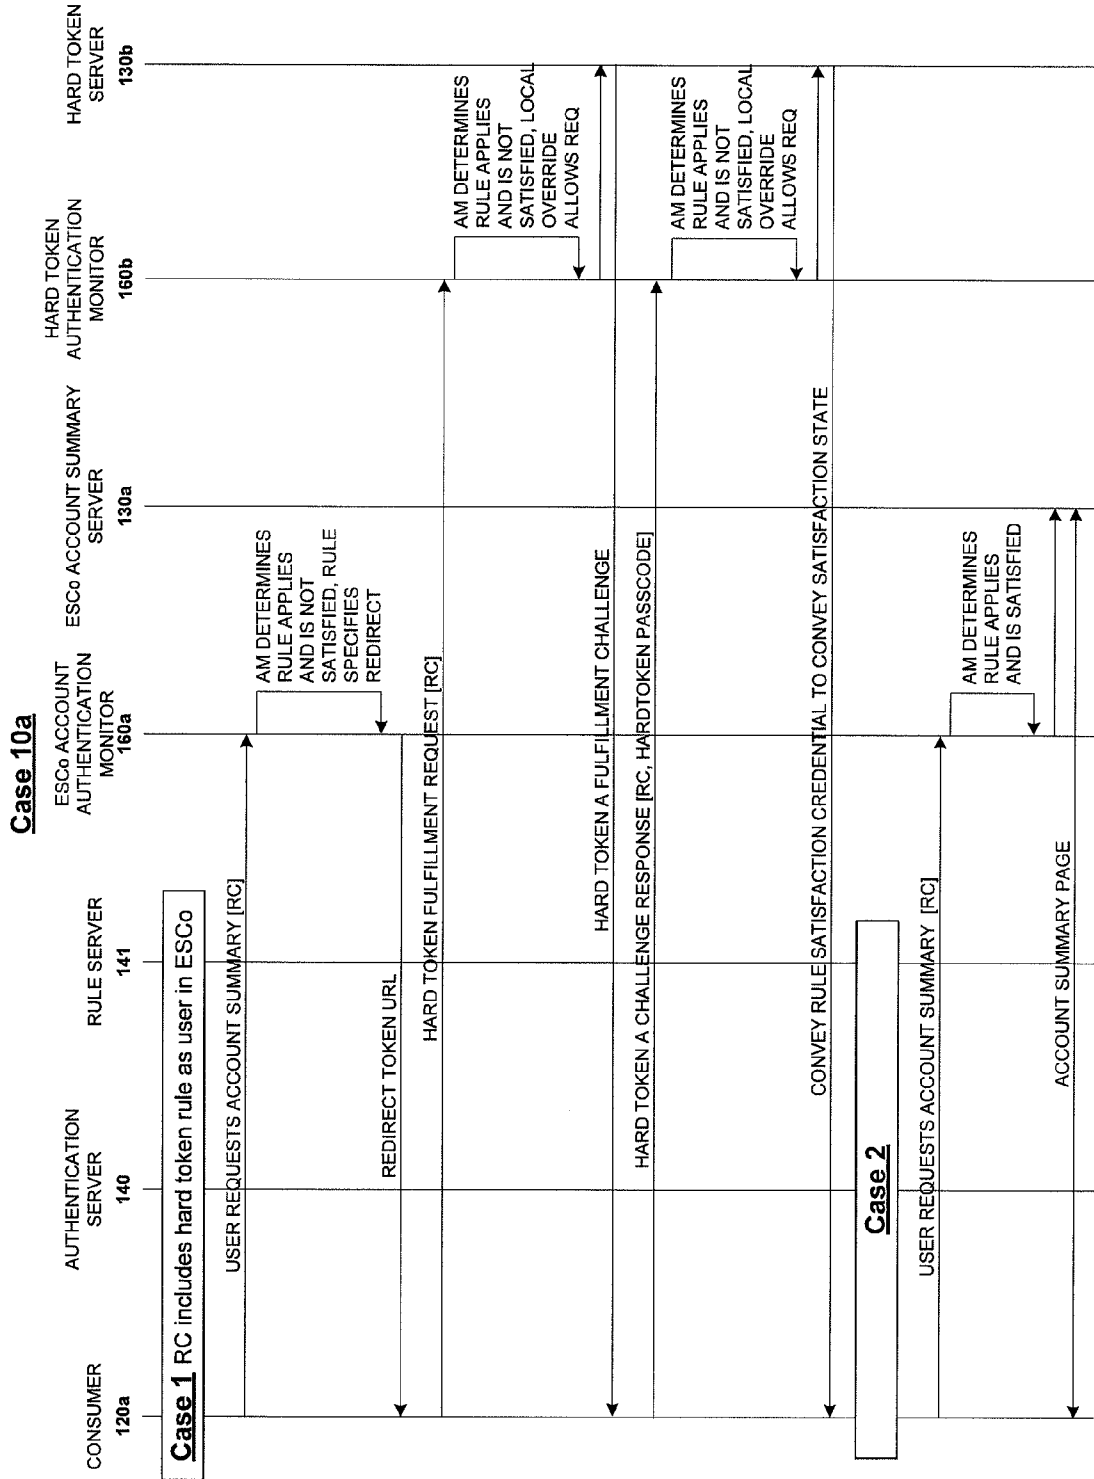 Case 10a
CONSUMER
120a
AUTHENTICATION
SERVER
140
RULE SERVER
141
ESCo ACCOUNT
AUTHENTICATION
MONITOR
160a
ESCo ACCOUNT SUMMARY
SERVER
130a
HARD TOKEN
AUTHENTICATION
MONITOR
160b
HARD TOKEN
SERVER
130b
Case 1 RC includes hard token rule as user in ESCo
USER REQUESTS ACCOUNT SUMMARY [RC]
AM DETERMINES
RULE APPLIES
AND IS NOT
SATISFIED, RULE
SPECIFIES
REDIRECT
REDIRECT TOKEN URL
HARD TOKEN FULFILLMENT REQUEST [RC]
AM DETERMINES
RULE APPLIES
AND IS NOT
SATISFIED, LOCAL
OVERRIDE
ALLOWS REQ
HARD TOKEN A FULFILLMENT CHALLENGE
HARD TOKEN A CHALLENGE RESPONSE [RC, HARDTOKEN PASSCODE]
AM DETERMINES
RULE APPLIES
AND IS NOT
SATISFIED, LOCAL
OVERRIDE
ALLOWS REQ
CONVEY RULE SATISFACTION CREDENTIAL TO CONVEY SATISFACTION STATE
Case 2
USER REQUESTS ACCOUNT SUMMARY [RC]
AM DETERMINES
RULE APPLIES
AND IS SATISFIED
ACCOUNT SUMMARY PAGE